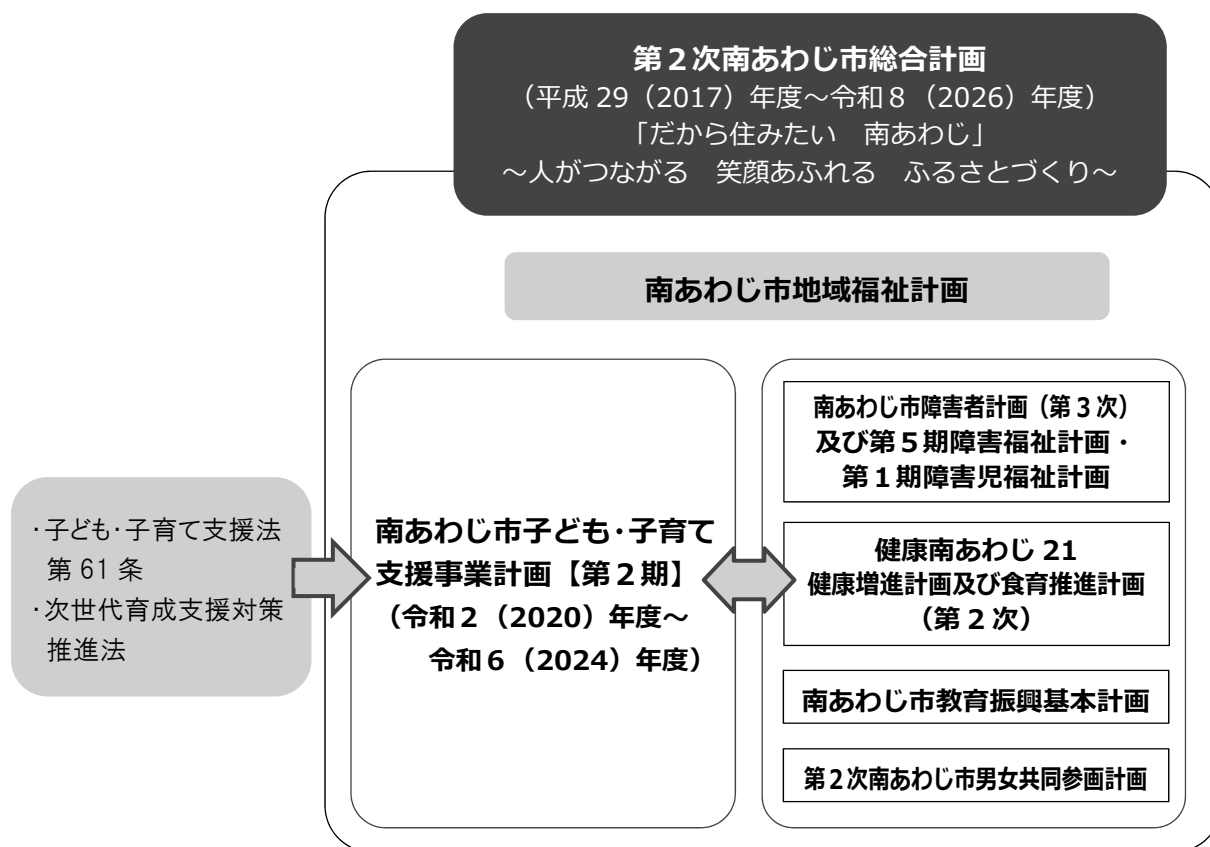 第２次南あわじ市総合計画
（平成 29（2017）年度～令和８（2026）年度）
「だから住みたい　南あわじ」
～人がつながる　笑顔あふれる　ふるさとづくり～
南あわじ市地域福祉計画
・子ども・子育て支援法
第 61 条
・次世代育成支援対策
推進法
南あわじ市子ども・子育て
支援事業計画【第２期】
（令和２（2020）年度～
令和６（2024）年度）
南あわじ市障害者計画（第３次）
及び第５期障害福祉計画・
第１期障害児福祉計画
健康南あわじ 21
健康増進計画及び食育推進計画
（第２次）
南あわじ市教育振興基本計画
第２次南あわじ市男女共同参画計画